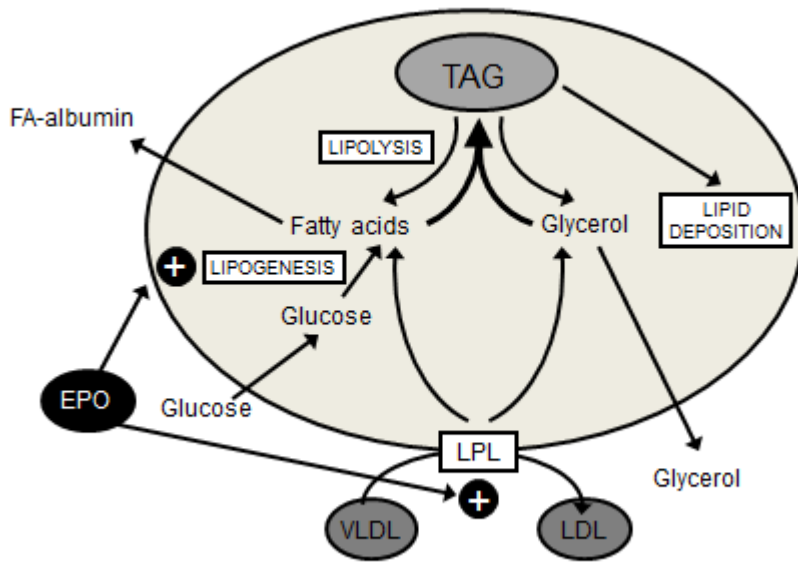 TAG
FA-albumin
LIPOLYSIS
Fatty acids
Glycerol
LIPID
DEPOSITION
+
LIPOGENESIS
Glucose
EPO
Glucose
LPL
Glycerol
+
VLDL
LDL